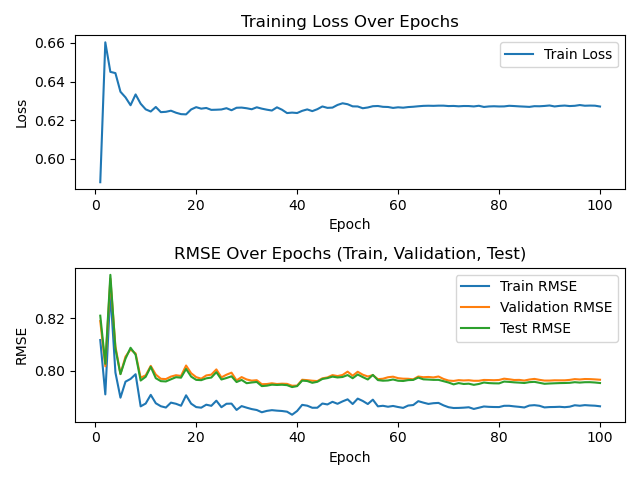 Training Loss Over Epochs
0.66
0.64
0.62
0.60
Loss
Train Loss
0 20 40 60 80 100
Epoch
RMSE Over Epochs (Train, Validation, Test)
0.82
0.80
RMSE
Train RMSE
Validation RMSE
Test RMSE
0 20 40 60 80 100
Epoch